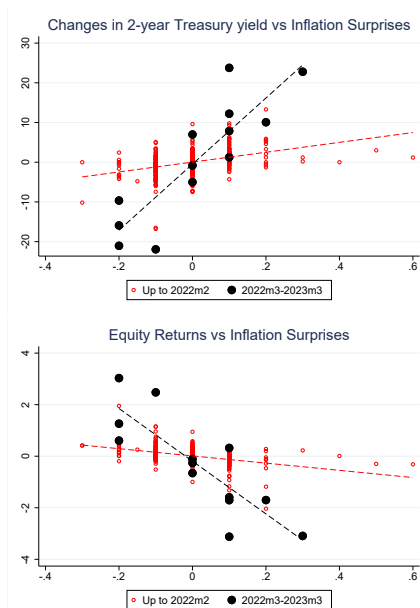 Changes in 2-year Treasury yield vs Inflation Surprises
30
20
10
0
-10
-20
-.4 -.2 0 .2 .4 .6
Up to 2022m2 2022m3-2023m3
Equity Returns vs Inflation Surprises
4
2
0
-2
-4
-.4 -.2 0 .2 .4 .6
Up to 2022m2 2022m3-2023m3